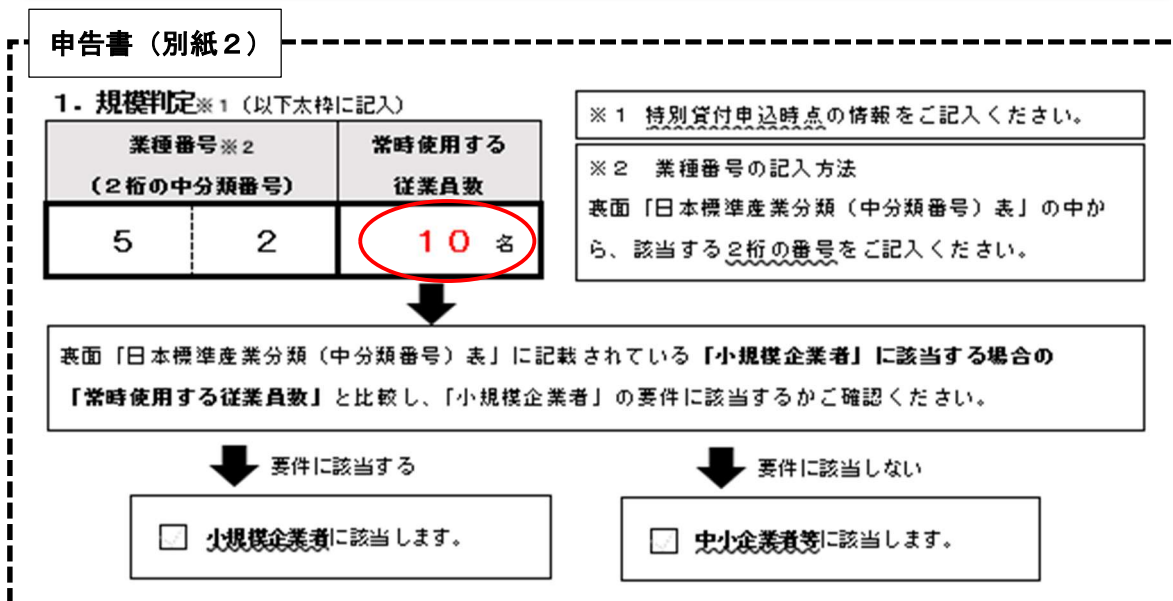 申告書（別紙２）
１．規模判定※１（以下太枠に記入）
業種番号※２
（２桁の中分類番号）
常時使用する
従業員数
５ ２
１０ 名
※１ 特別貸付申込時点の情報をご記入ください。
※２ 業種番号の記入方法
裏面「日本標準産業分類（中分類番号）表」の中か
ら、該当する２桁の番号をご記入ください。
裏面「日本標準産業分類（中分類番号）表」に記載されている「小規模企業者」に該当する場合の
「常時使用する従業員数」と比較し、「小規模企業者」の要件に該当するかご確認ください。
要件に該当する
要件に該当しない
小規模企業者に該当します。
中小企業者等に該当します。